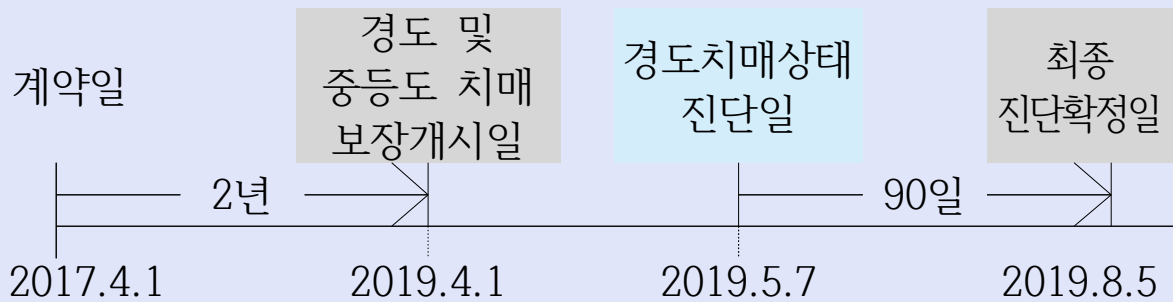 계약일
경도 및
중등도 치매
보장개시일
경도치매상태
진단일
최종
진단확정일
2년
90일
2017.4.1
2019.4.1
2019.5.7
2019.8.5